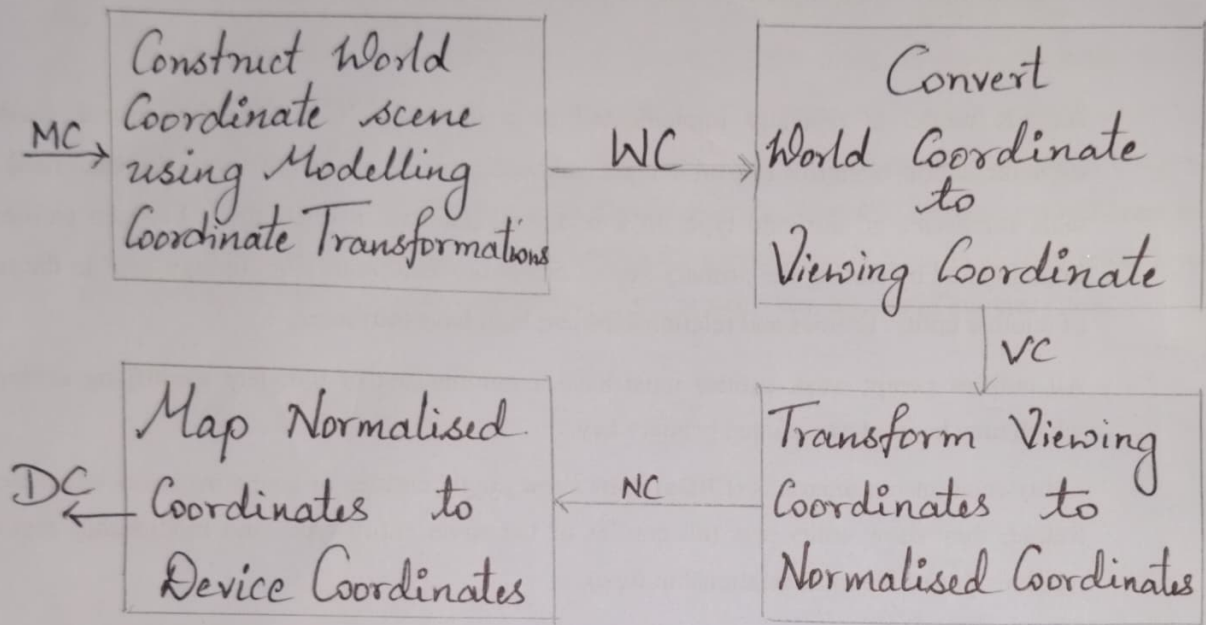 MC
Construct World
Coordinate scene
using Modelling
Coordinate Transformations
WC
Convert
World Coordinate
to
Viewing Coordinate
VC
Transform Viewing
Coordinates to
Normalised Coordinates
NC
Map Normalised
Coordinates to
Device Coordinates
DC